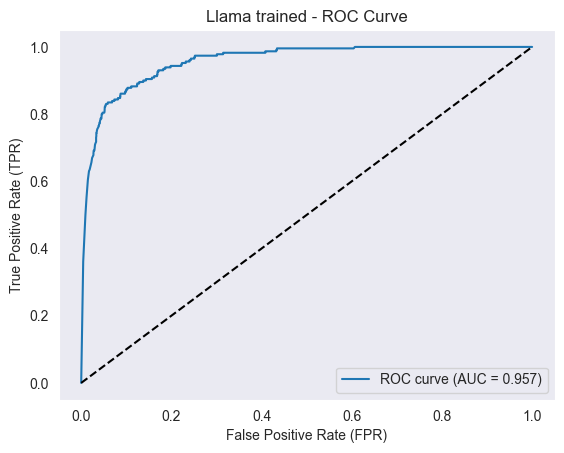 Llama trained - ROC Curve
True Positive Rate (TPR)
1.0
0.8
0.6
0.4
0.2
0.0
ROC curve (AUC = 0.957)
0.0 0.2 0.4 0.6 0.8 1.0
False Positive Rate (FPR)